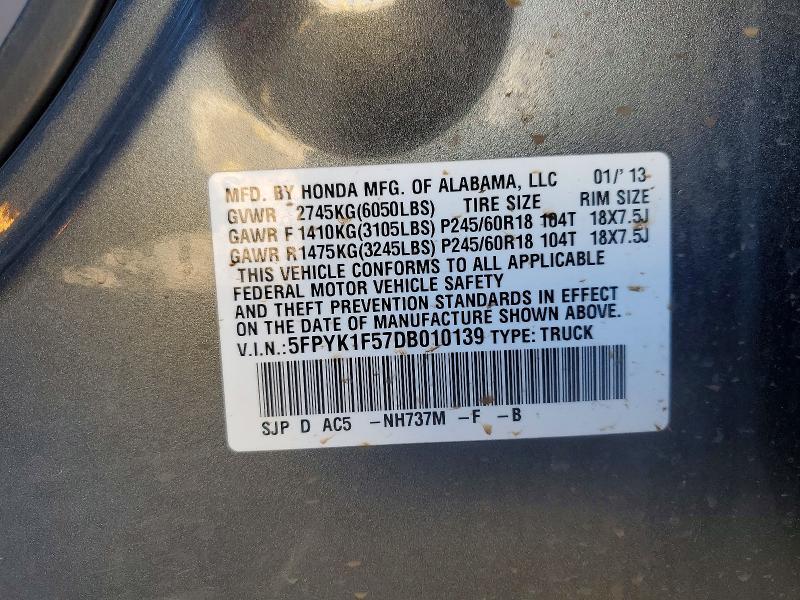 MFD. BY HONDA MFG. OF ALABAMA, LLC 01/'13
GVWR 2745KG(6050LBS) TIRE SIZE RIM SIZE
GAWR F 1410KG(3105LBS) P245/60R18 104T 18X7.5J
GAWR R1475KG(3245LBS) P245/60R18 104T 18X7.5J
THIS VEHICLE CONFORMS TO ALL APPLICABLE
FEDERAL MOTOR VEHICLE SAFETY
AND THEFT PREVENTION STANDARDS IN EFFECT
ON THE DATE OF MANUFACTURE SHOWN ABOVE.
V.I.N.:5FPYK1F57DB010139 TYPE: TRUCK
SJP D AC5 -NH737M -F -B